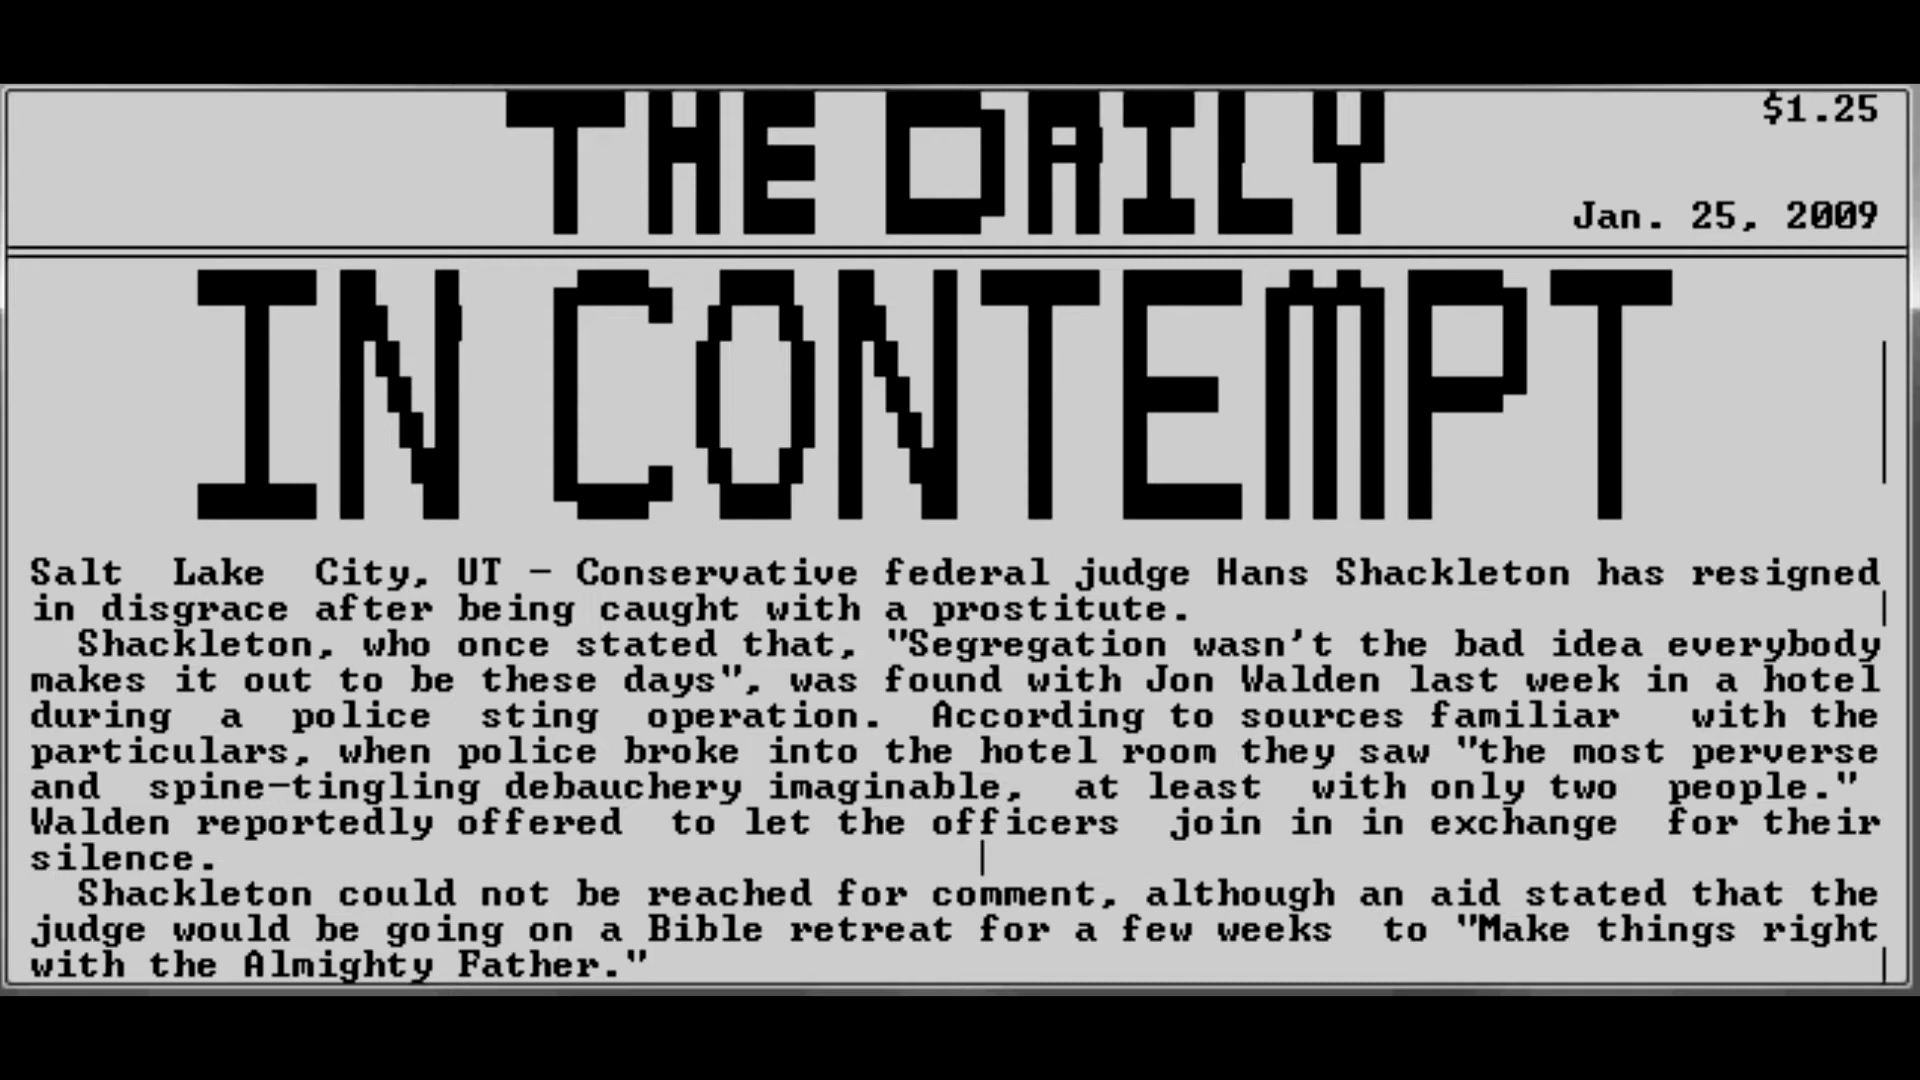 THE DAILY
$1.25
Jan. 25, 2009
IN CONTEMPT
Salt Lake City, UT - Conservative federal judge Hans Shackleton has resigned
in disgrace after being caught with a prostitute.
Shackleton, who once stated that, "Segregation wasn't the bad idea everybody
makes it out to be these days", was found with Jon Walden last week in a hotel
during a police sting operation. According to sources familiar with the
particulars, when police broke into the hotel room they saw "the most perverse
and spine-tingling debauchery imaginable, at least with only two people."
Walden reportedly offered to let the officers join in in exchange for their
silence.
Shackleton could not be reached for comment, although an aid stated that the
judge would be going on a Bible retreat for a few weeks to "Make things right
with the Almighty Father."